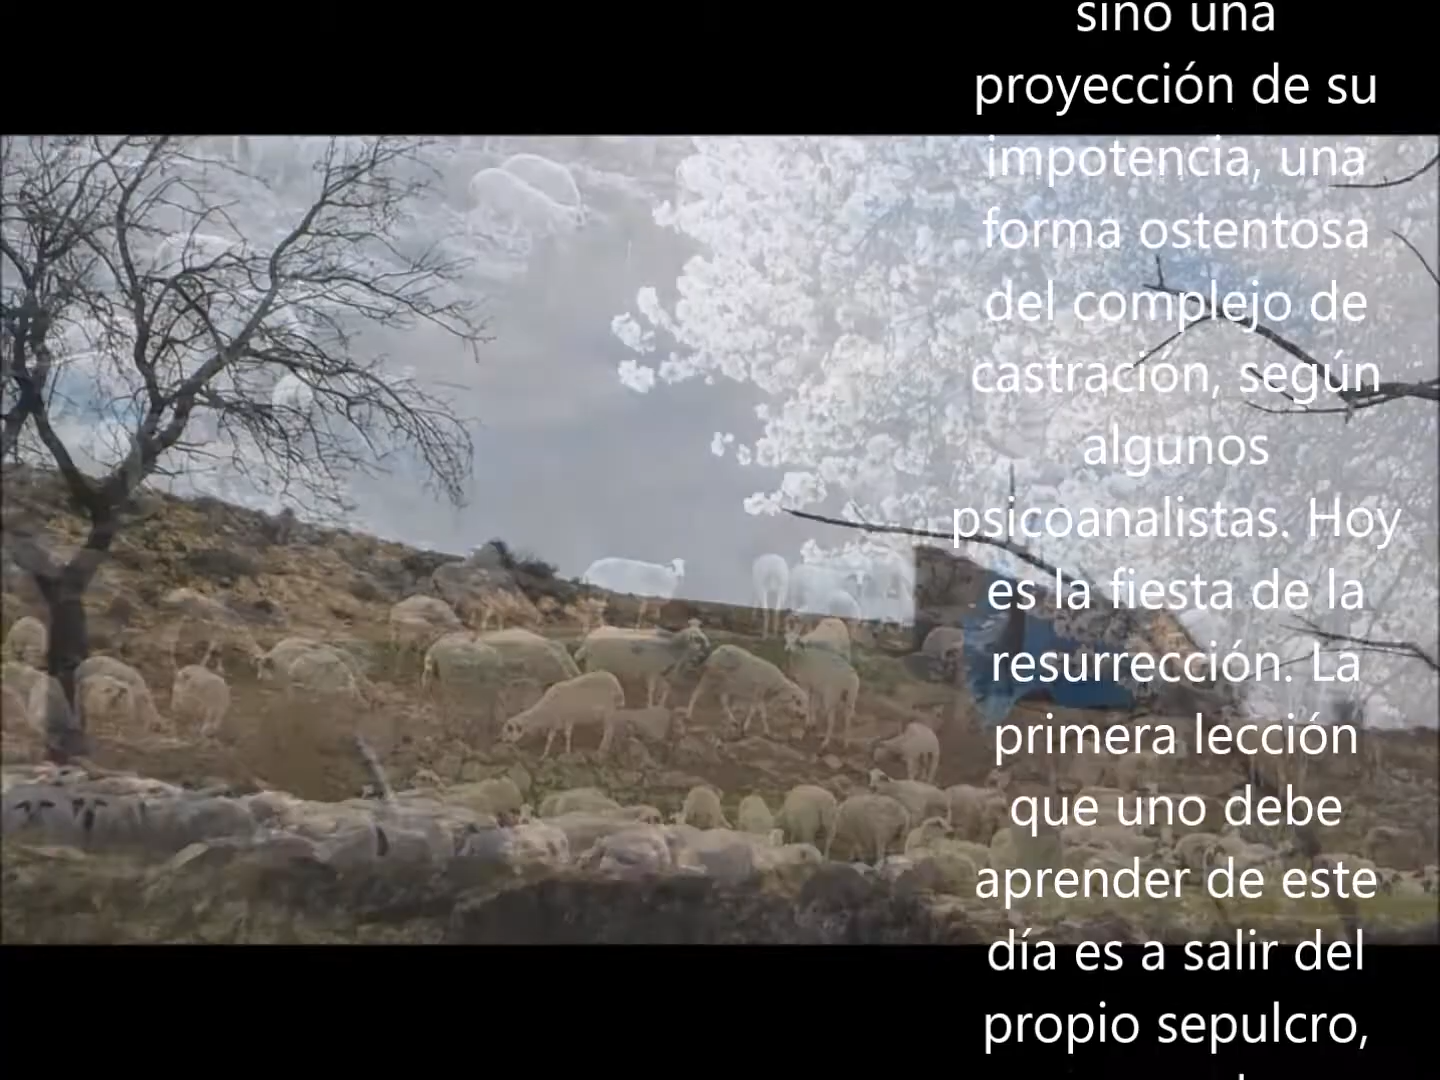 sino una
proyección de su
impotencia, una
forma ostentosa
del complejo de
castración, según
algunos
psicoanalistas. Hoy
es la fiesta de la
resurrección. La
primera lección
que uno debe
aprender de este
día es a salir del
propio sepulcro,